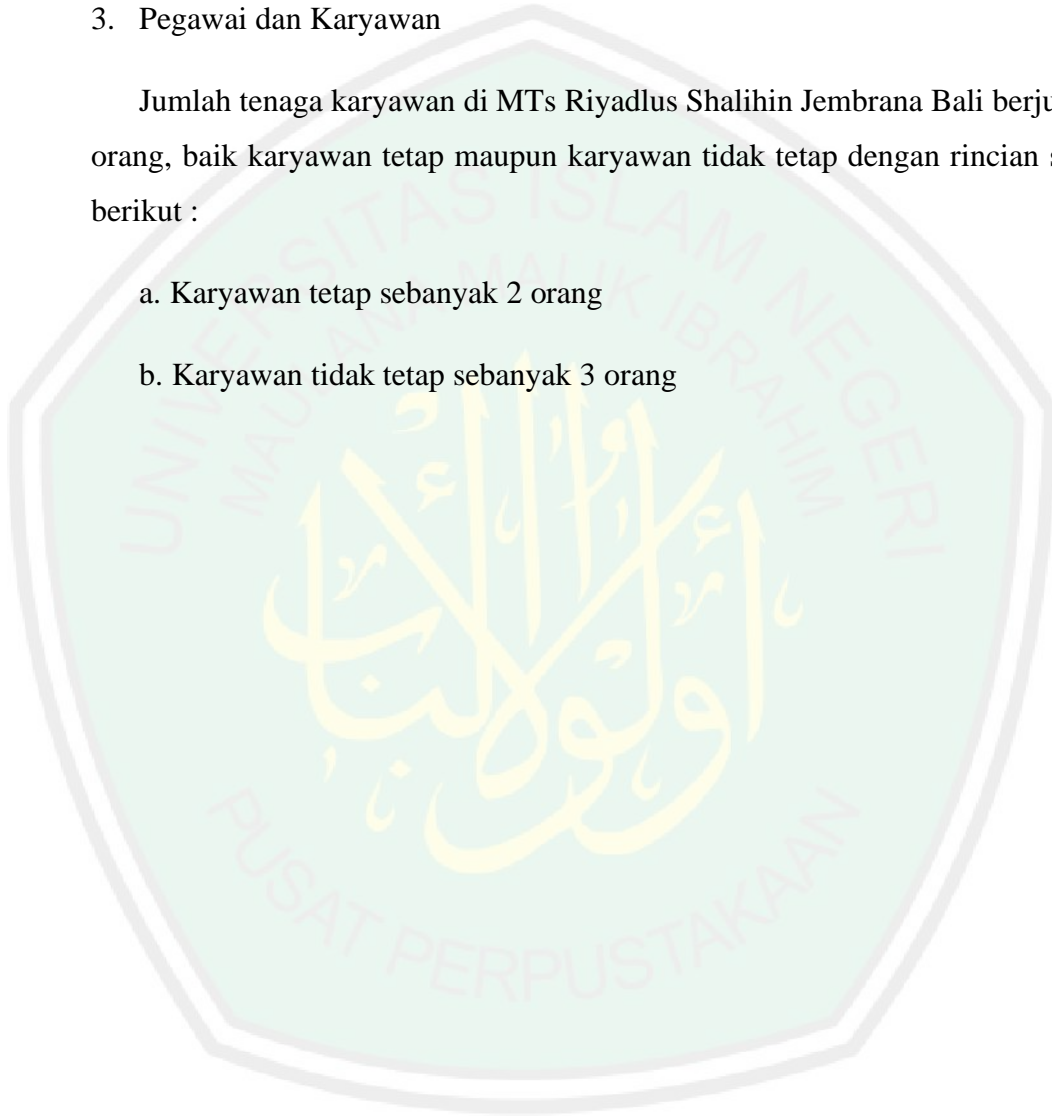 3. Pegawai dan Karyawan
Jumlah tenaga karyawan di MTs Riyadlus Shalihin Jembrana Bali berju
orang, baik karyawan tetap maupun karyawan tidak tetap dengan rincian s
berikut :
a. Karyawan tetap sebanyak 2 orang
b. Karyawan tidak tetap sebanyak 3 orang
UNIVERSITAS ISLAM NEGERI
MAULANA MALIK IBRAHIM
أولوا الألباب
PUSAT PERPUSTAKAAN